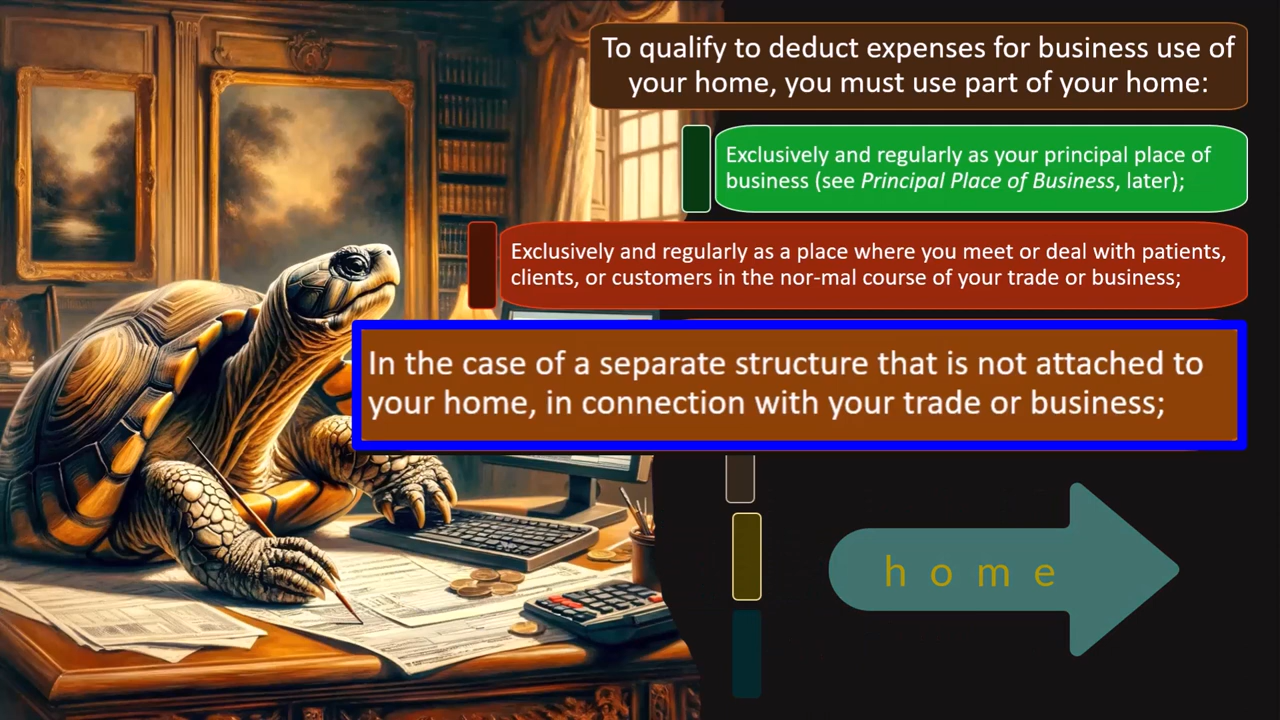 To qualify to deduct expenses for business use of
your home, you must use part of your home:
Exclusively and regularly as your principal place of
business (see Principal Place of Business, later);
Exclusively and regularly as a place where you meet or deal with patients,
clients, or customers in the nor-mal course of your trade or business;
In the case of a separate structure that is not attached to
your home, in connection with your trade or business;
h o m e